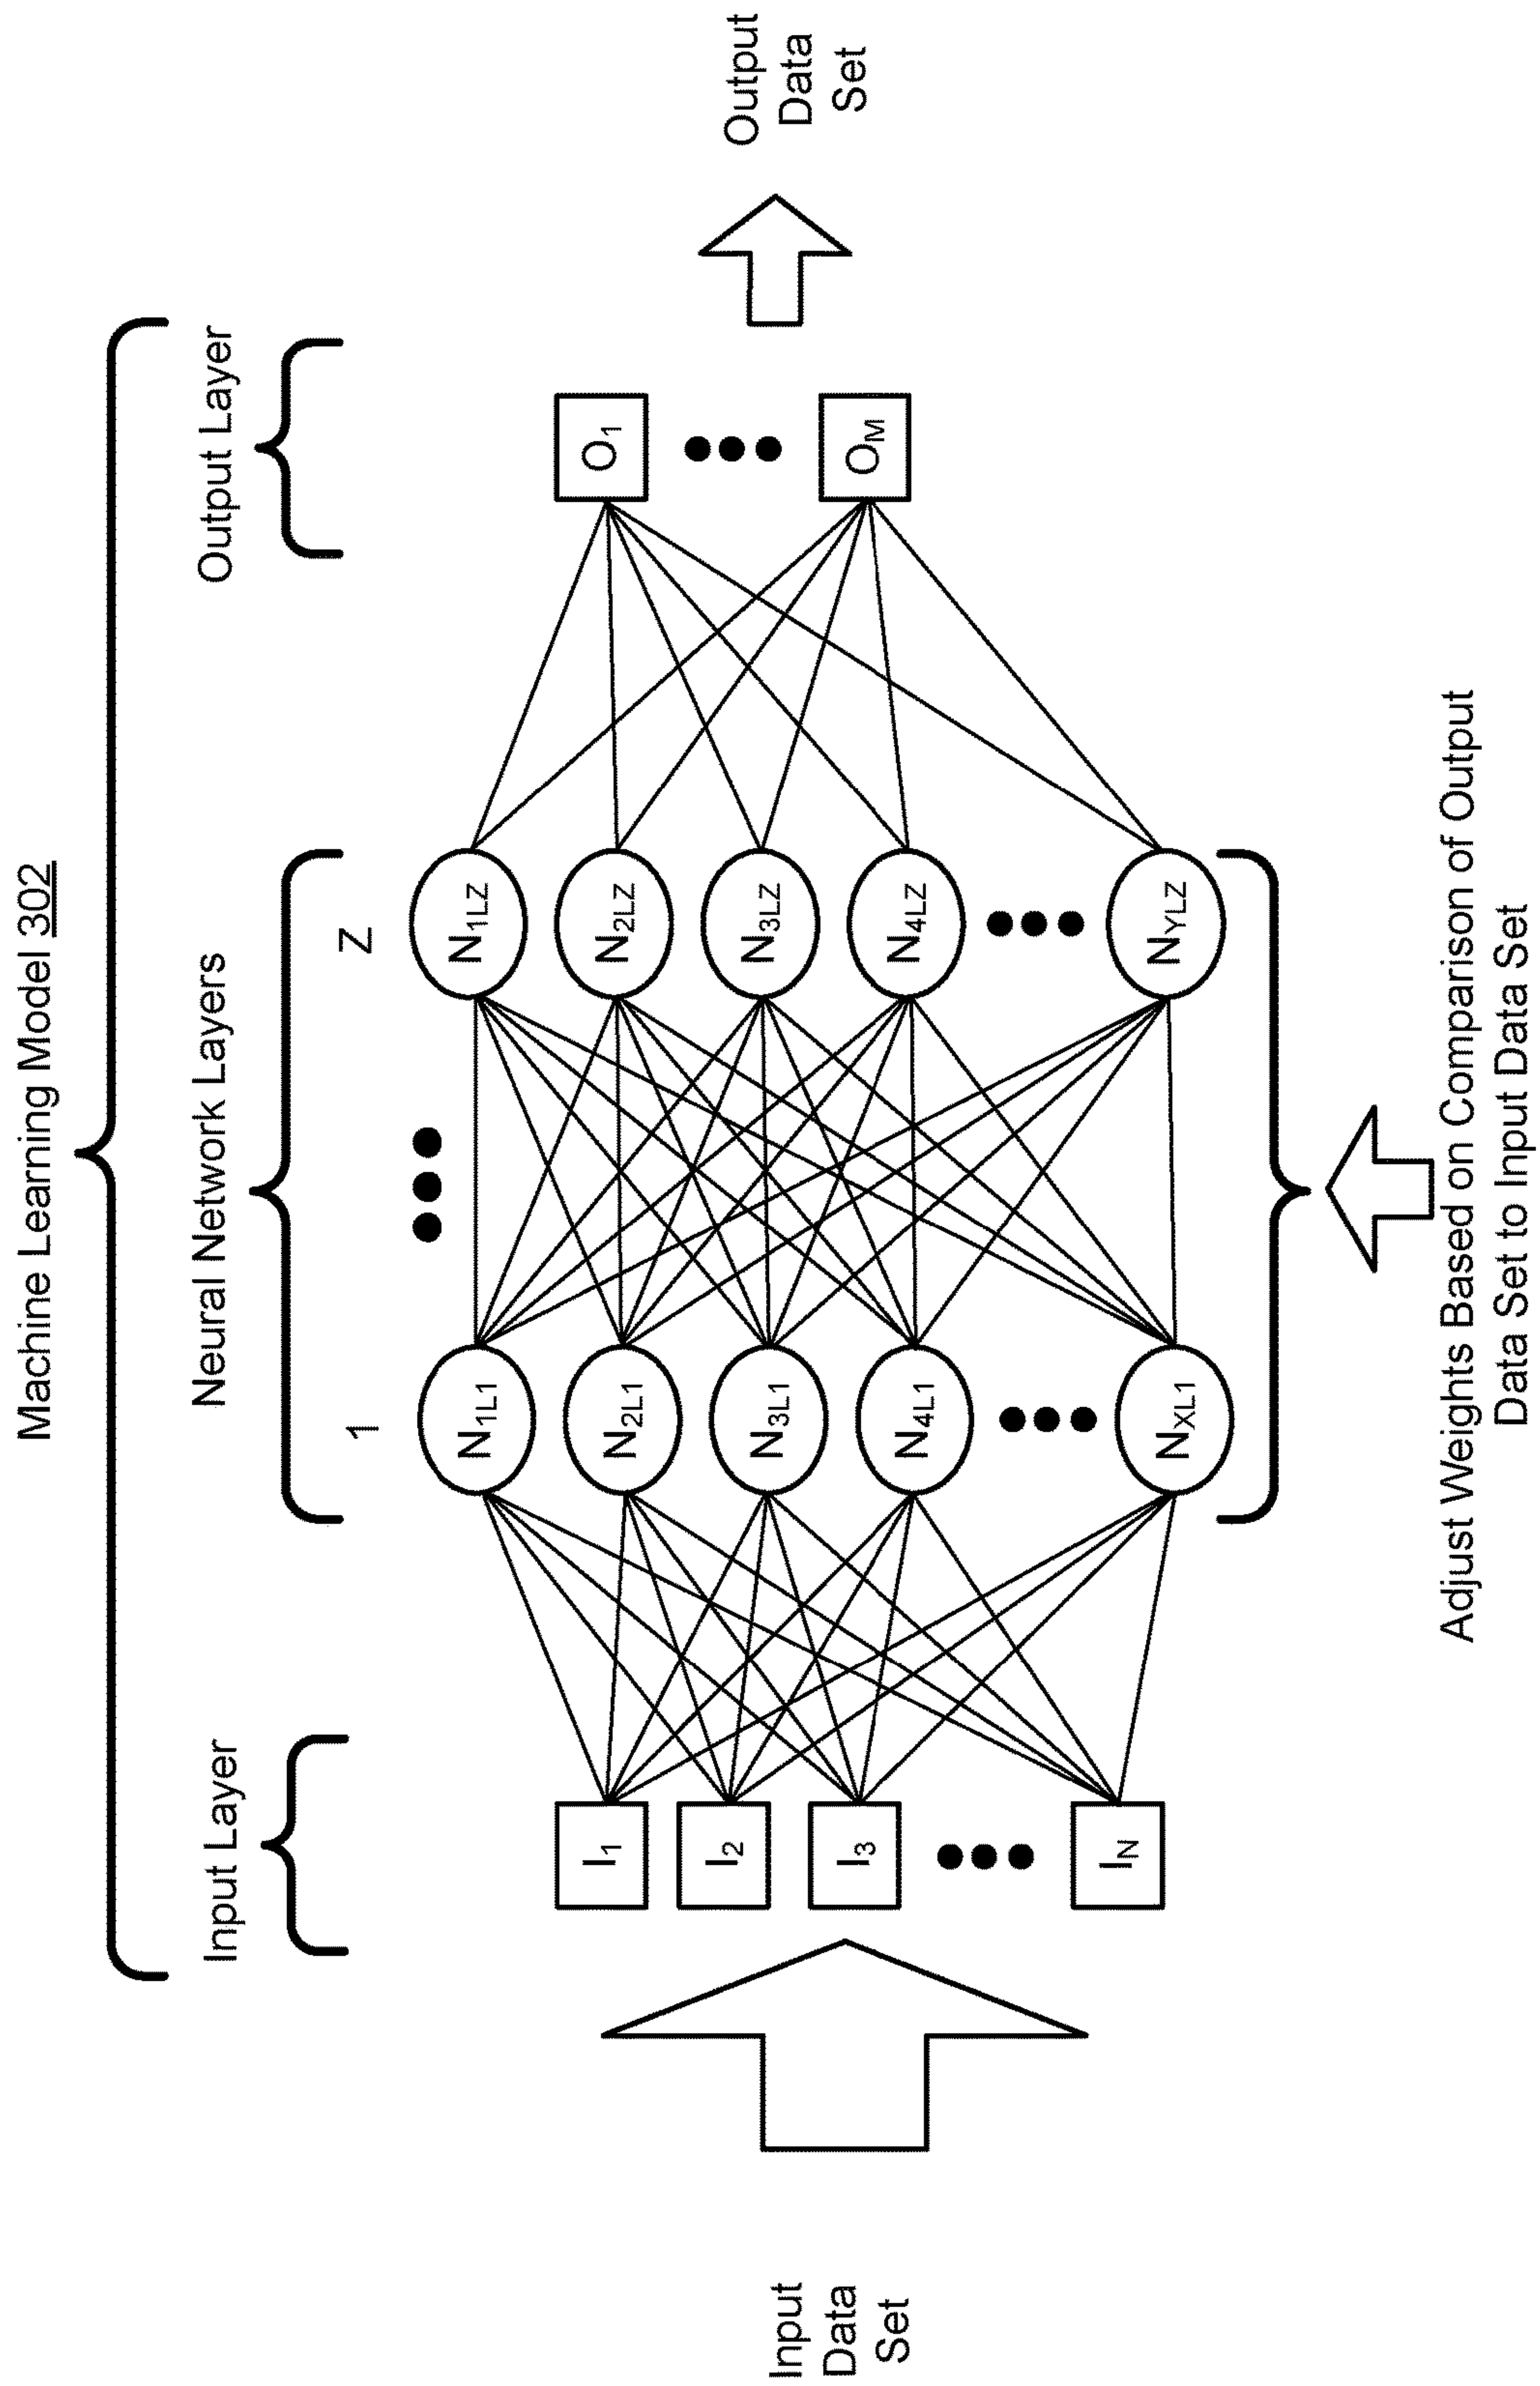 Machine Learning Model 302
Input Layer
Neural Network Layers
Output Layer
1
Z
Input
Data
Set
I1
I2
I3
IN
N1L1
N2L1
N3L1
N4L1
NXL1
N1LZ
N2LZ
N3LZ
N4LZ
NYLZ
O1
OM
Output
Data
Set
Adjust Weights Based on Comparison of Output
Data Set to Input Data Set